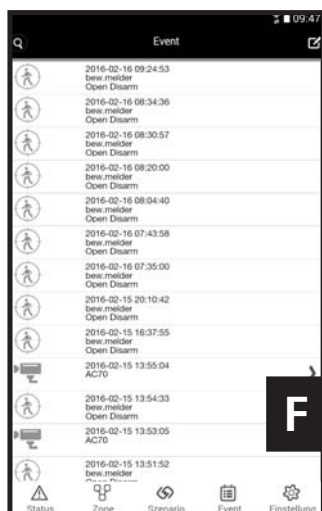 09:47
Event
2016-02-16 09:24:53
bew.melder
Open Disarm
2016-02-16 08:34:36
bew.melder
Open Disarm
2016-02-16 08:30:57
bew.melder
Open Disarm
2016-02-16 08:20:00
bew.melder
Open Disarm
2016-02-16 08:04:40
bew.melder
Open Disarm
2016-02-16 07:43:58
bew.melder
Open Disarm
2016-02-16 07:35:00
bew.melder
Open Disarm
2016-02-15 20:10:42
bew.melder
Open Disarm
2016-02-15 16:37:55
bew.melder
Open Disarm
2016-02-15 13:55:04
AC70
2016-02-15 13:54:33
bew.melder
Open Disarm
2016-02-15 13:53:05
AC70
2016-02-15 13:51:52
bew.melder
Open Disarm
F
Status Zone Szenario Event Einstellung